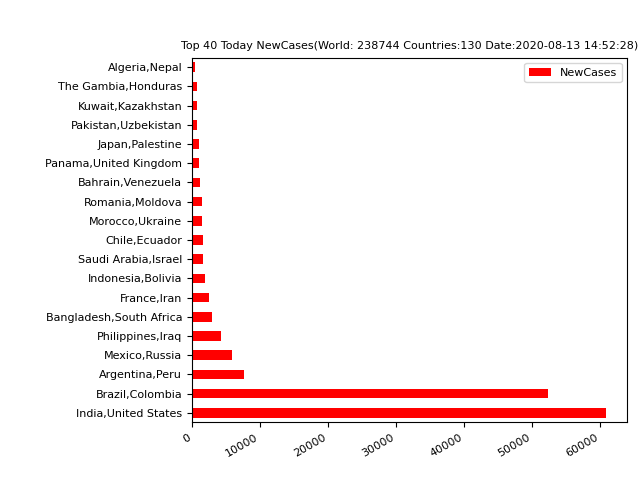 Top 40 Today NewCases(World: 238744 Countries:130 Date:2020-08-13 14:52:28)
NewCases
Algeria,Nepal
The Gambia,Honduras
Kuwait,Kazakhstan
Pakistan,Uzbekistan
Japan,Palestine
Panama,United Kingdom
Bahrain,Venezuela
Romania,Moldova
Morocco,Ukraine
Chile,Ecuador
Saudi Arabia,Israel
Indonesia,Bolivia
France,Iran
Bangladesh,South Africa
Philippines,Iraq
Mexico,Russia
Argentina,Peru
Brazil,Colombia
India,United States
0 10000 20000 30000 40000 50000 60000